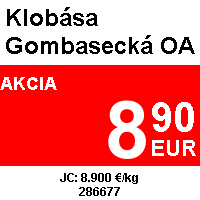 Klobása
Gombasecká OA
AKCIA
8 90
EUR
JC: 8.900 €/kg
286677